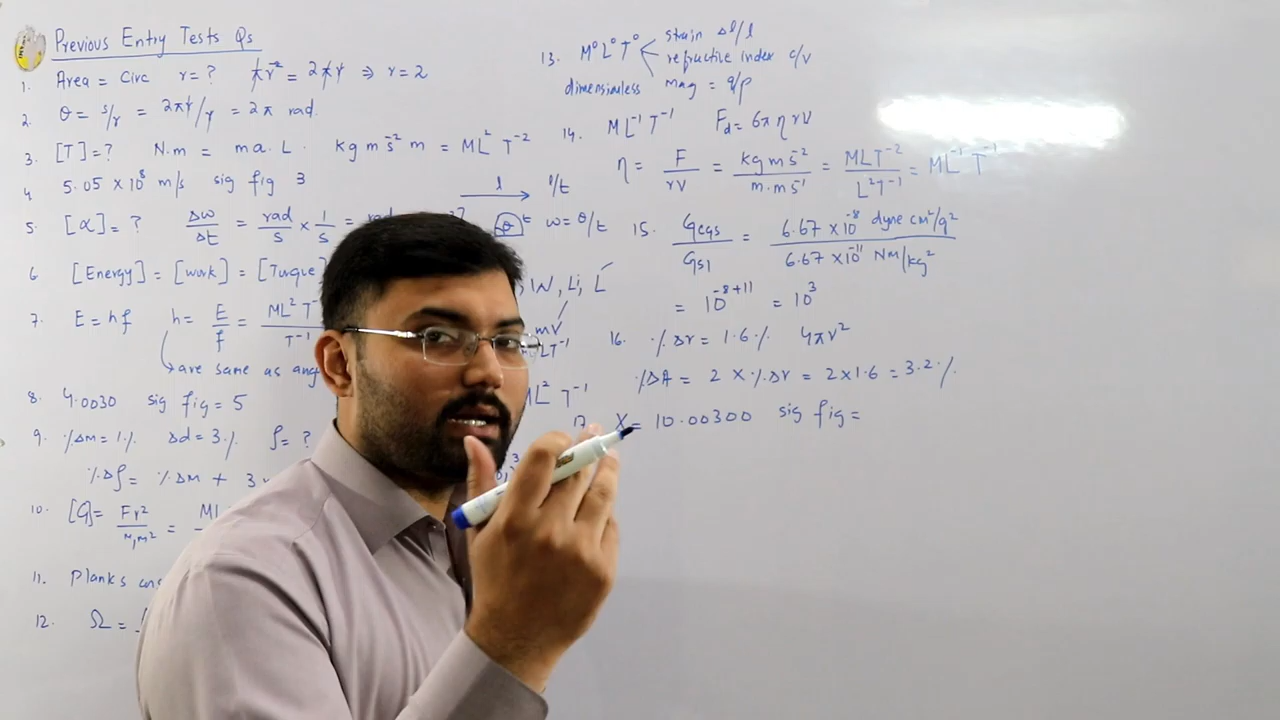 Previous Entry Tests Qs
1. Area = Circ r = ? πr² = 2πr ⇒ r = 2
2. θ = s/r = 2πr/r = 2π rad.
3. [T] = ? N.m = ma.L. kg m s⁻² m = ML² T⁻²
4 5.05 × 10⁸ m/s sig fig 3
l l/t
5. [α] = ? Δw/Δt = rad/s × 1/s =
θ t w = θ/t
6 [Energy] = [work] = [Torque
7. E = hf h = E/f = ML² T⁻ / T⁻¹
are same as ang
mv
8. 4.0030 sig fig = 5
ML² T⁻¹
9. %Δm = 1% Δd = 3% ρ = ?
%Δρ = %Δm + 3
10. [G] = Fr²/m₁m² =
11. Planks
12. Ω =
13. M⁰L⁰T⁰ strain Δl/l
refractive index c/v
dimensionless mag = q/p
14. ML⁻¹T⁻¹ Fd = 6πηrv
η = F/rv = kg m s⁻²/m.m s⁻¹ = MLT⁻²/L²T⁻¹ = ML⁻¹T⁻¹
15. Gcgs/GSI = 6.67 × 10⁻⁸ dyne cm²/g² / 6.67 × 10⁻¹¹ Nm/kg²
= 10⁻⁸⁺¹¹ = 10³
16. %Δr = 1.6% 4πr²
%ΔA = 2 × %Δr = 2×1.6 = 3.2%.
17. X = 10.00300 sig fig =